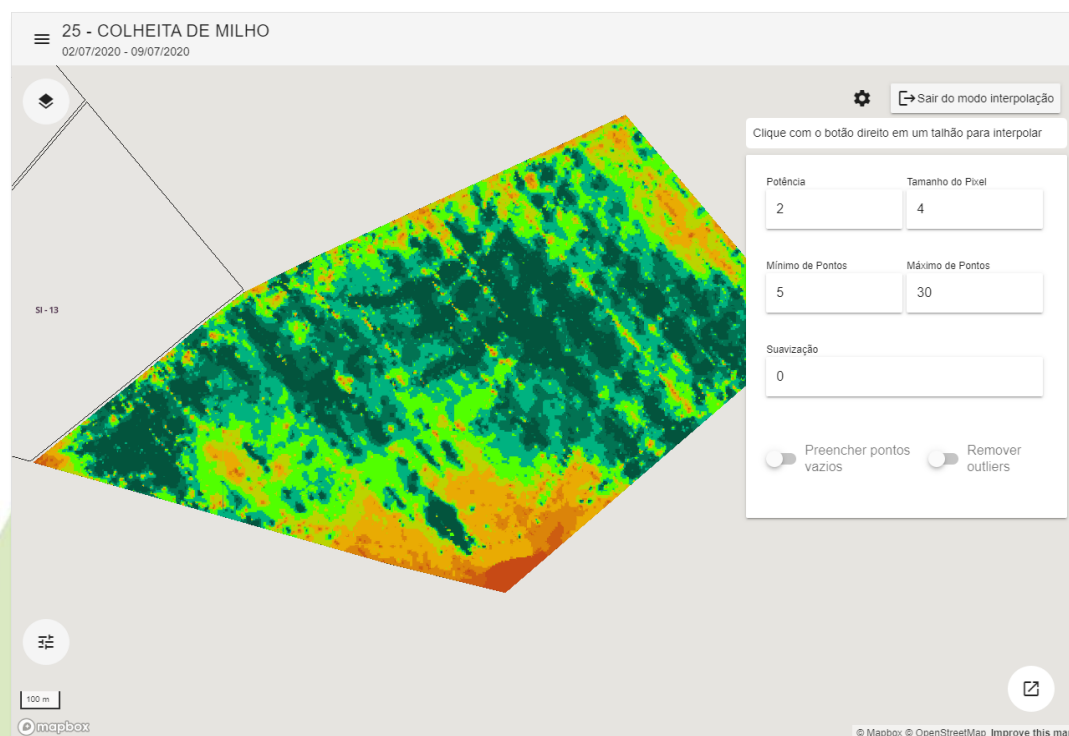 25 - COLHEITA DE MILHO
02/07/2020 - 09/07/2020
Sair do modo interpolação
Clique com o botão direito em um talhão para interpolar
Potência
Tamanho do Pixel
2
4
Mínimo de Pontos
Máximo de Pontos
5
30
SI - 13
Suavização
0
Preencher pontos
vazios
Remover
outliers
100 m
mapbox
© Mapbox © OpenStreetMap Improve this map